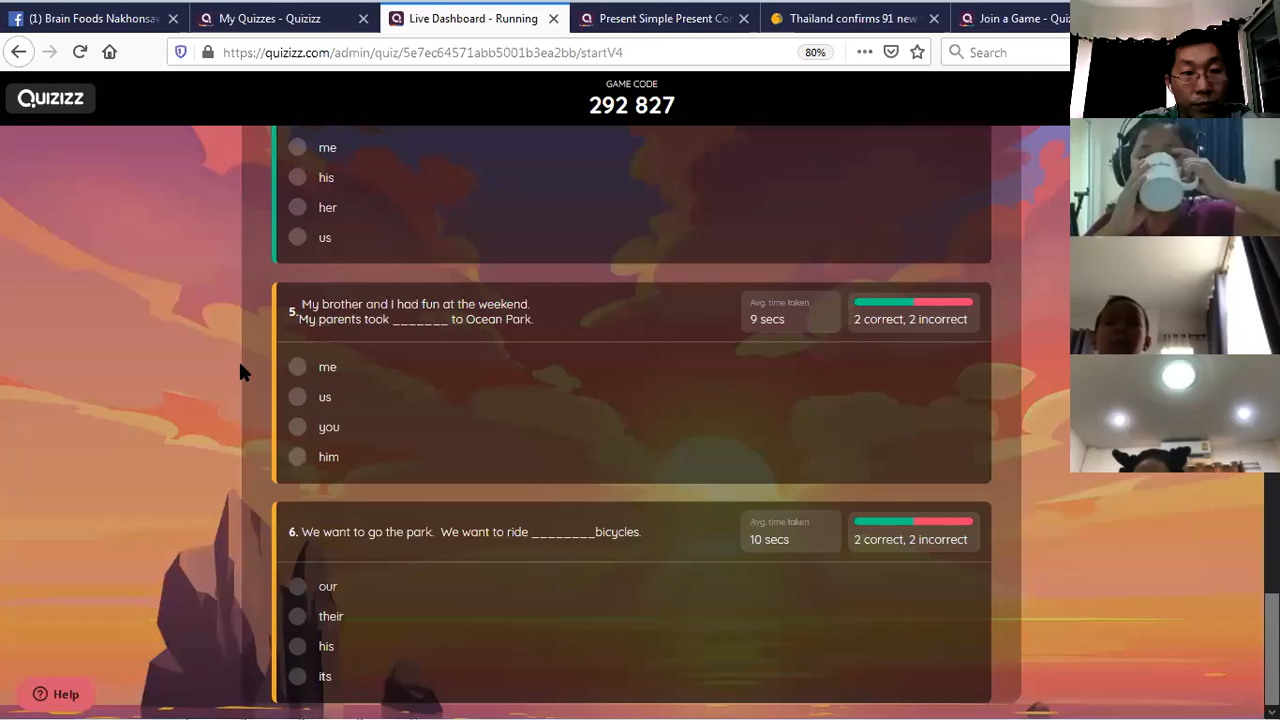 (1) Brain Foods Nakhonsav
My Quizzes - Quizizz
Live Dashboard - Running
Present Simple Present Co
Thailand confirms 91 new
Join a Game - Qui
https://quizizz.com/admin/quiz/5e7ec64571abb5001b3ea2bb/startV4
80%
Search
QUIZIZZ
GAME CODE
292 827
me
his
her
us
5. My brother and I had fun at the weekend.
My parents took _______ to Ocean Park.
Avg. time taken
9 secs
2 correct, 2 incorrect
me
us
you
him
6. We want to go the park. We want to ride ________bicycles.
Avg. time taken
10 secs
2 correct, 2 incorrect
our
their
his
its
Help